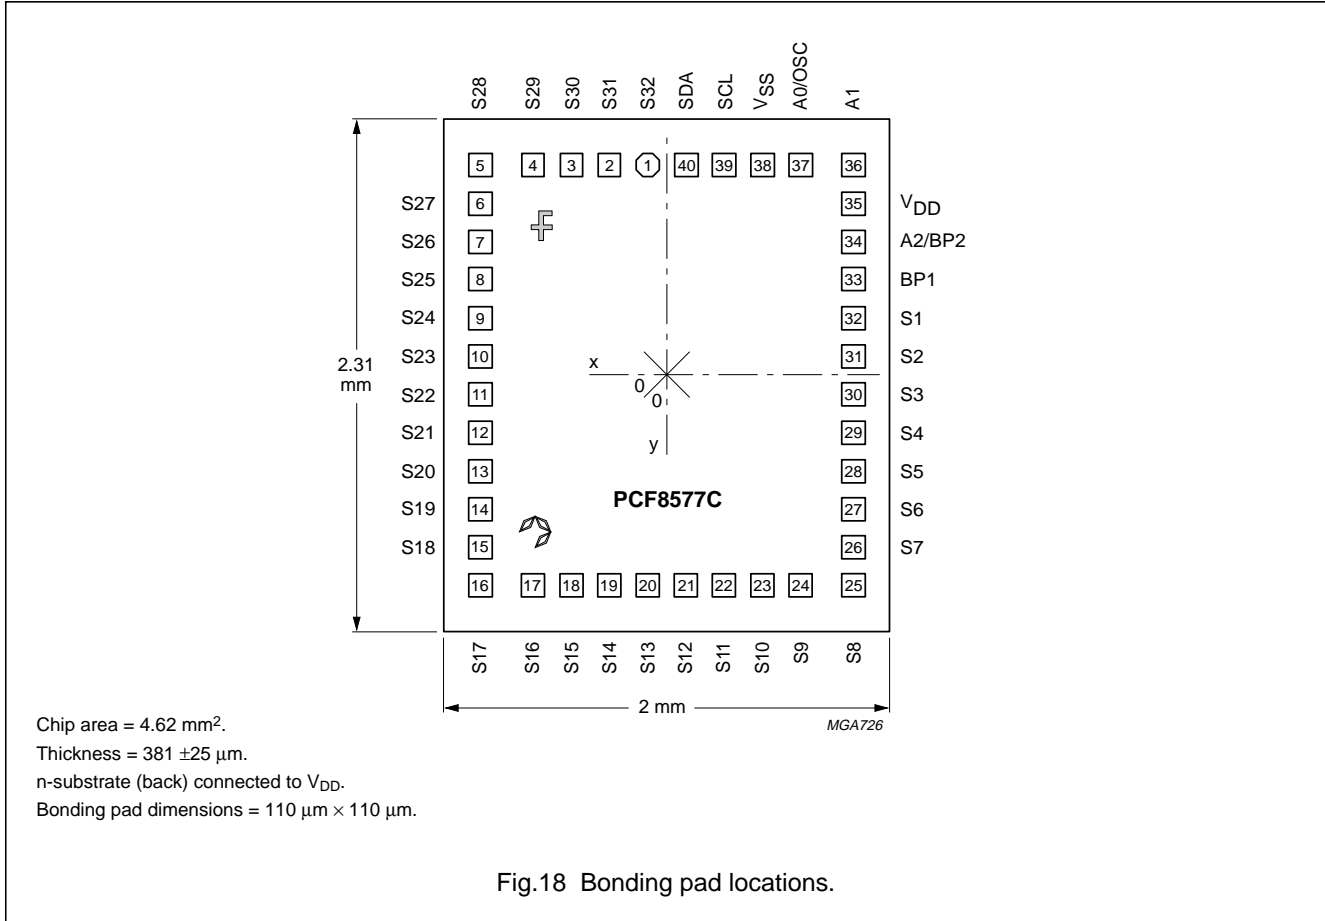 S28 S29 S30 S31 S32 SDA SCL VSS A0/OSC A1
5 4 3 2 1 40 39 38 37 36
S27 6 35 VDD
S26 7 34 A2/BP2
S25 8 33 BP1
S24 9 32 S1
S23 10 31 S2
2.31
mm
x
0
0
y
S22 11 30 S3
S21 12 29 S4
S20 13 28 S5
PCF8577C
S19 14 27 S6
S18 15 26 S7
16 17 18 19 20 21 22 23 24 25
S17 S16 S15 S14 S13 S12 S11 S10 S9 S8
2 mm
MGA726
Chip area = 4.62 mm².
Thickness = 381 ±25 µm.
n-substrate (back) connected to VDD.
Bonding pad dimensions = 110 µm × 110 µm.
Fig.18 Bonding pad locations.